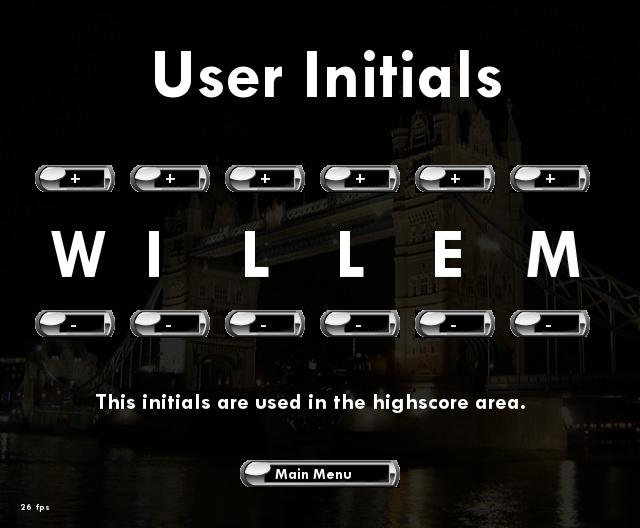 User Initials
+ + + + + +
W I L L E M
- - - - - -
This initials are used in the highscore area.
Main Menu
26 fps